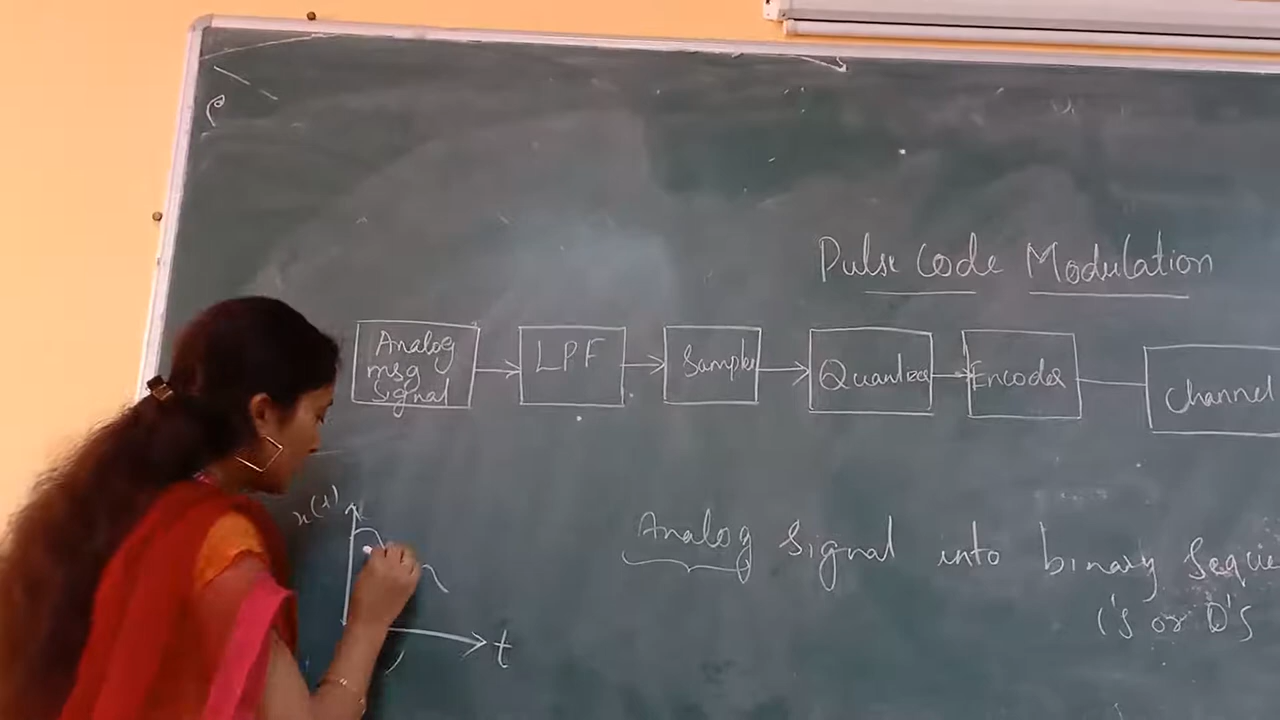 Pulse Code Modulation
Analog
msg
signal
LPF
Sampler
Quantizer
Encoder
Channel
x(t)
Analog signal into binary
1's or 0's
t